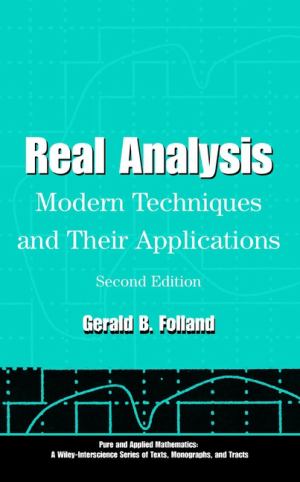 Real Analysis
Modern Techniques
and Their Applications
Second Edition
Gerald B. Folland
Pure and Applied Mathematics:
A Wiley-Interscience Series of Texts, Monographs, and Tracts